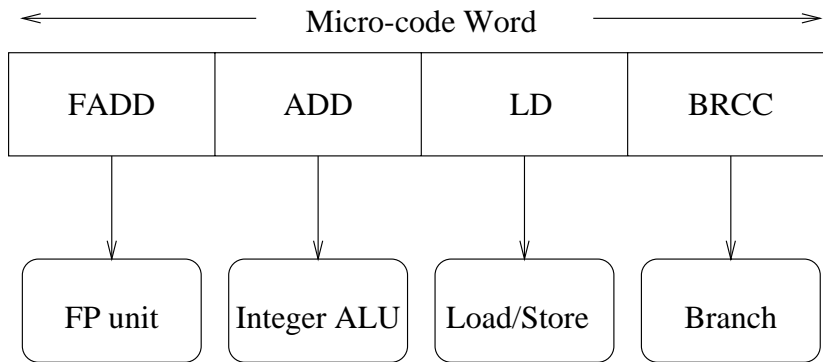 Micro-code Word
FADD ADD LD BRCC
FP unit Integer ALU Load/Store Branch